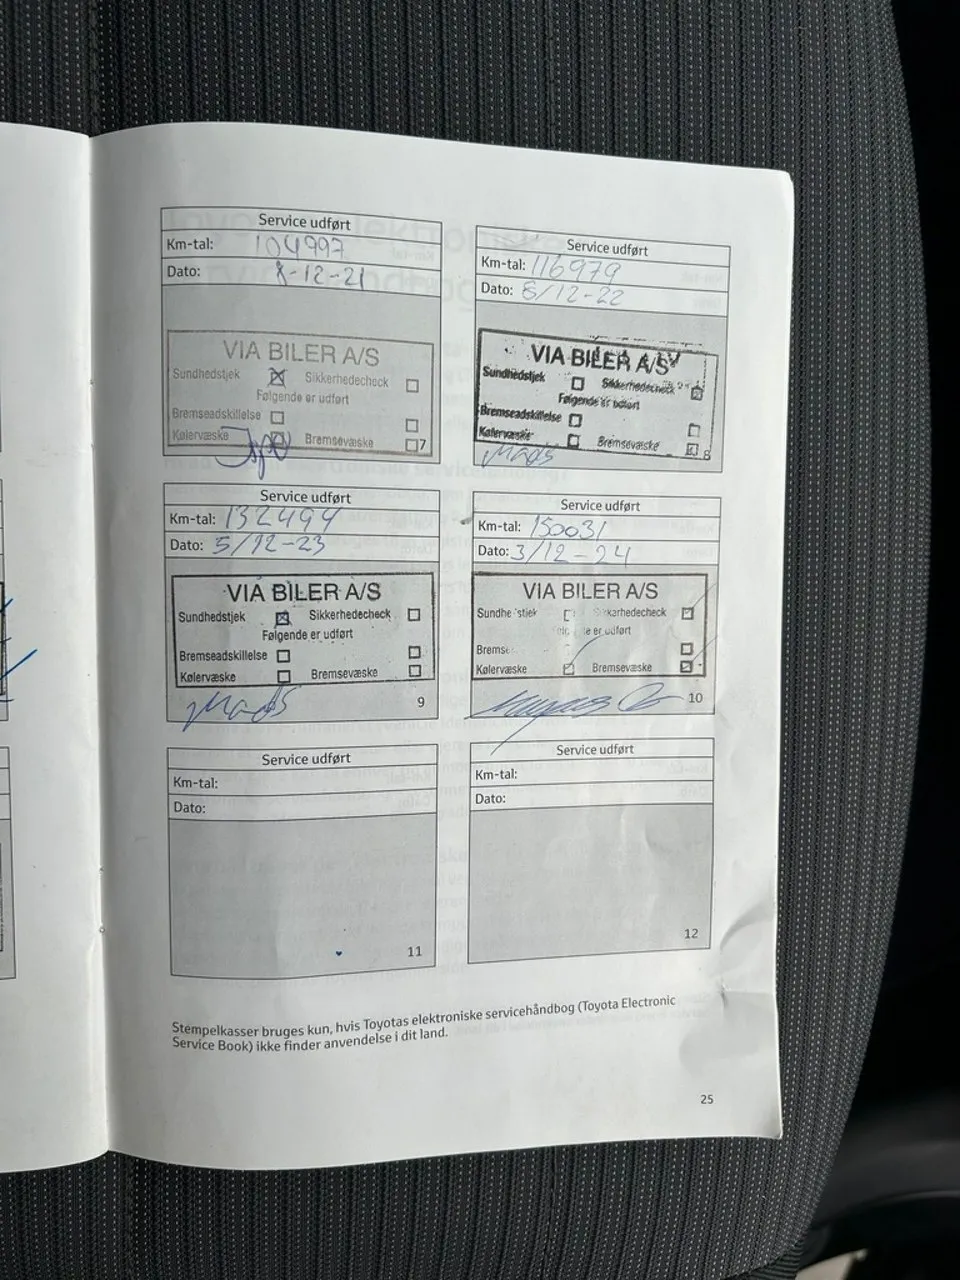 Service udført
Km-tal: 104997
Dato: 8-12-21
VIA BILER A/S
Sundhedstjek Sikkerhedecheck
Følgende er udført
Bremseadskillelse
Kølervæske Bremsevæske
7
Service udført
Km-tal: 116979
Dato: 8/12-22
VIA BILER A/S
Sundhedstjek Sikkerhedecheck
Følgende er udført
Bremseadskillelse
Kølervæske Bremsevæske
8
Mads
Service udført
Km-tal: 132499
Dato: 5/12-23
VIA BILER A/S
Sundhedstjek Sikkerhedecheck
Følgende er udført
Bremseadskillelse
Kølervæske Bremsevæske
Mads
9
Service udført
Km-tal: 150031
Dato: 3/12-24
VIA BILER A/S
er udført
Kølervæske Bremsevæske
10
Service udført
Km-tal:
Dato:
11
Service udført
Km-tal:
Dato:
12
Stempelkasser bruges kun, hvis Toyotas elektroniske servicehåndbog (Toyota Electronic
Service Book) ikke finder anvendelse i dit land.
25